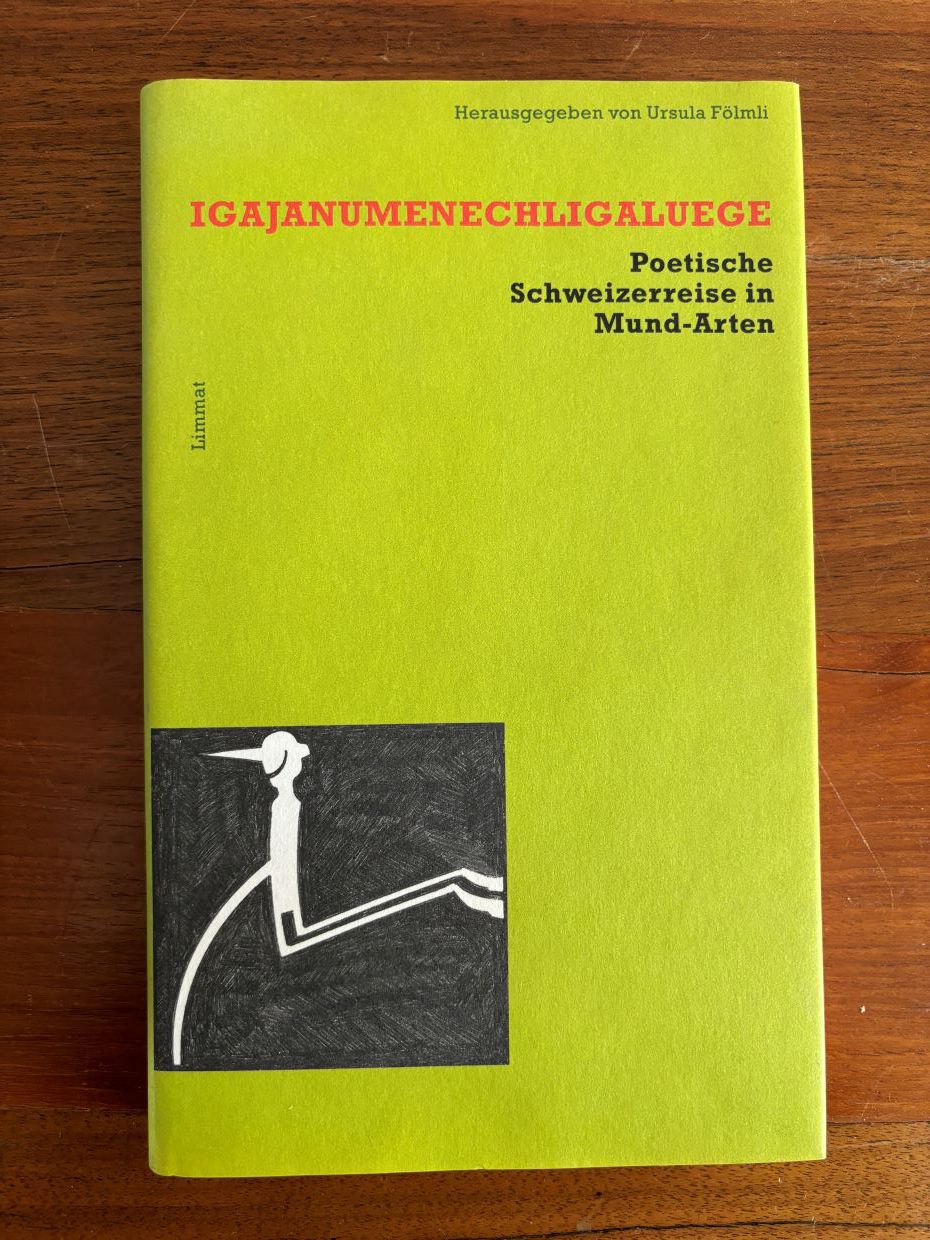 Herausgegeben von Ursula Fölmli
IGAJANUMENECHLIGALUEGE
Poetische
Schweizerreise in
Mund-Arten
Limmat